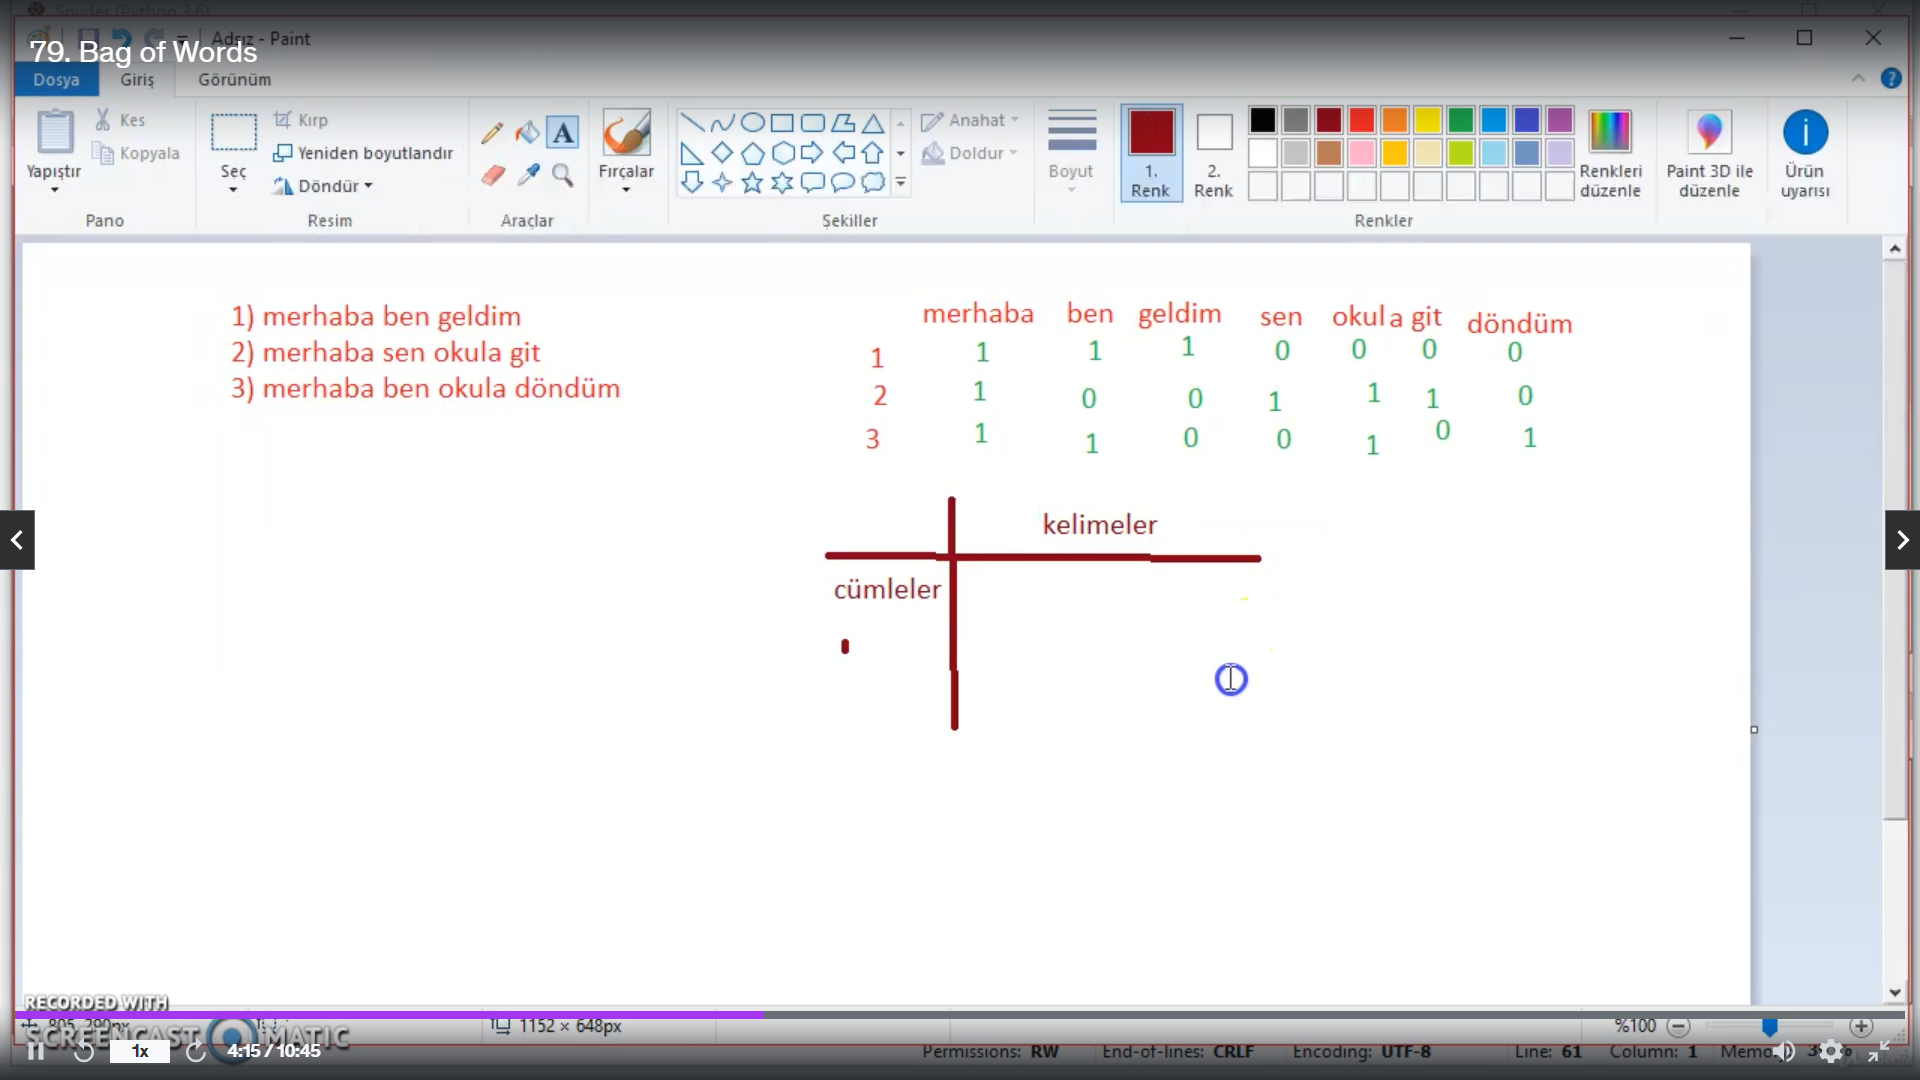 Spyder (Python 3.6)
Adsız - Paint
79. Bag of Words
Dosya Giriş Görünüm
Yapıştır Kes Kopyala
Pano
Seç Kırp Yeniden boyutlandır Döndür
Resim
Araçlar
Fırçalar
Şekiller
Anahat
Doldur
Boyut
1. Renk
2. Renk
Renkleri düzenle
Renkler
Paint 3D ile düzenle
Ürün uyarısı
1) merhaba ben geldim
2) merhaba sen okula git
3) merhaba ben okula döndüm
merhaba ben geldim sen okula git döndüm
1 1 1 1 0 0 0 0
2 1 0 0 1 1 1 0
3 1 1 0 0 1 0 1
kelimeler
cümleler
RECORDED WITH
SCREENCAST MATIC
1152 × 648px
%100
1x 4:15 / 10:45
Permissions: RW End-of-lines: CRLF Encoding: UTF-8 Line: 61 Column: 1